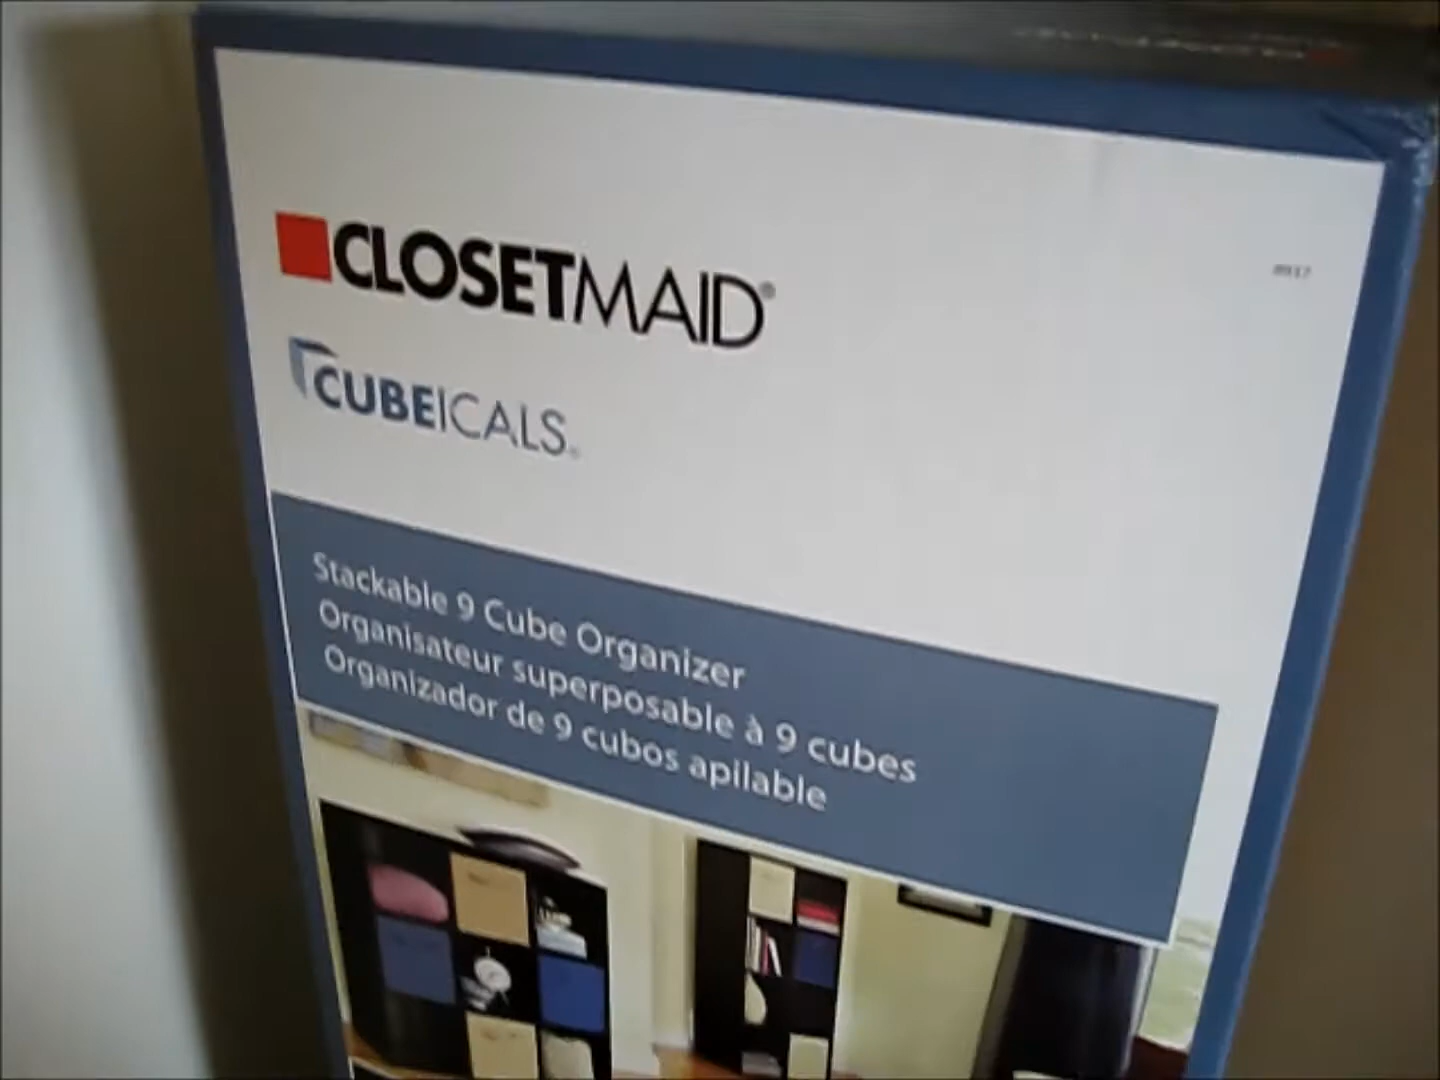 CLOSETMAID®
CUBEICALS®
Stackable 9 Cube Organizer
Organisateur superposable à 9 cubes
Organizador de 9 cubos apilable